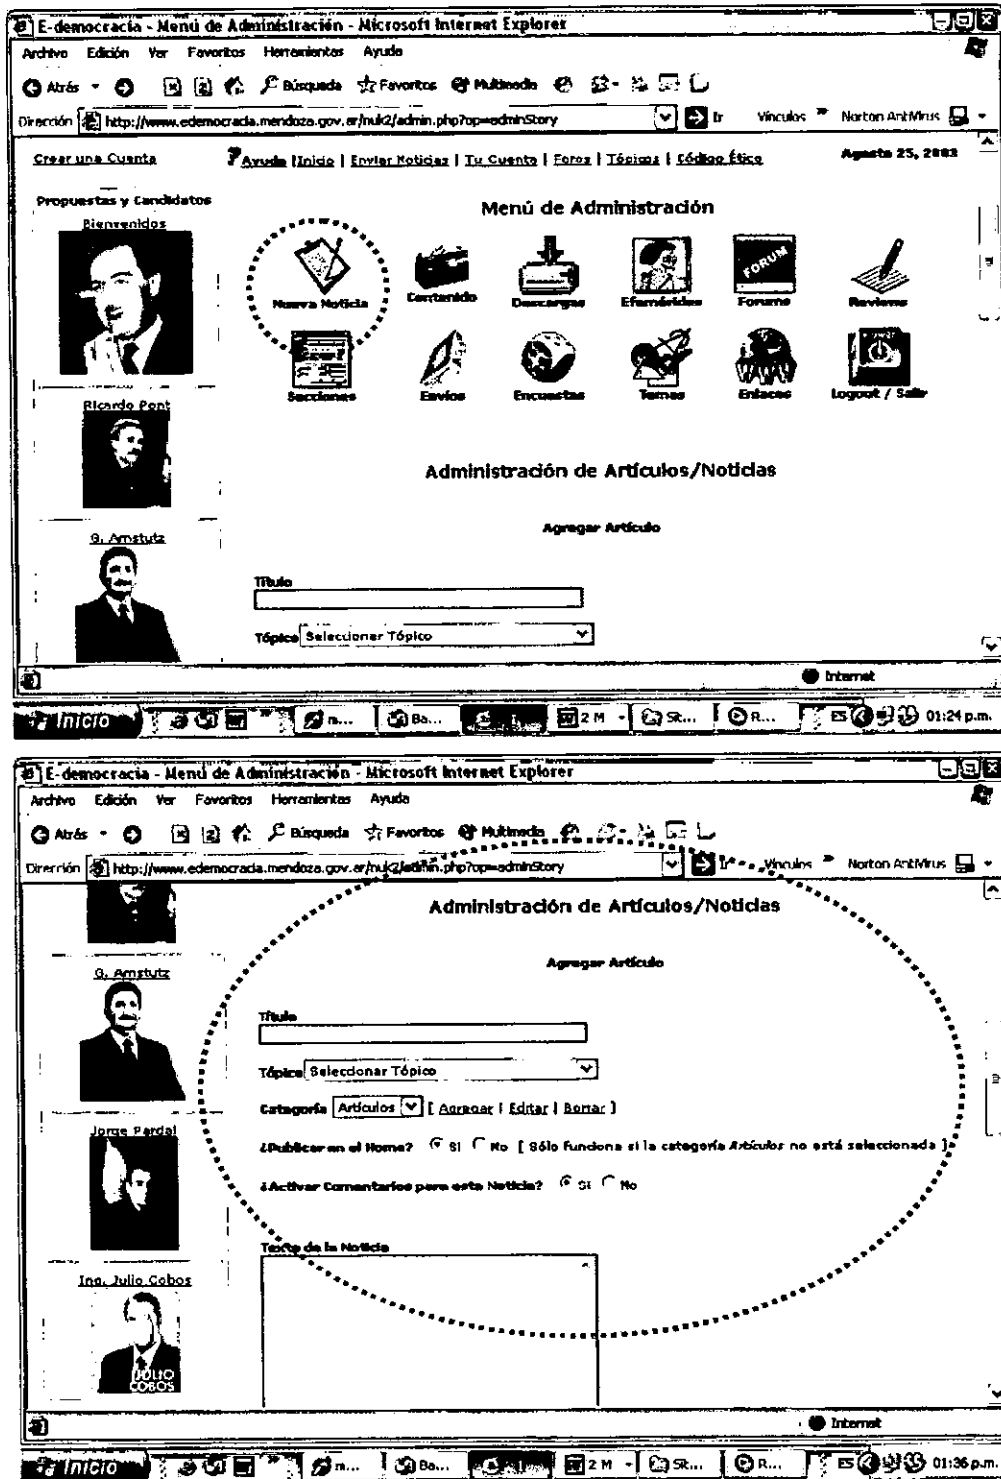 E-democracia - Menú de Administración - Microsoft Internet Explorer
Archivo Edición Ver Favoritos Herramientas Ayuda
Atrás Búsqueda Favoritos Multimedia
Dirección http://www.edemocracia.mendoza.gov.ar/nuk2/admin.php?op=adminStory Ir Vínculos » Norton AntiVirus
Crear una Cuenta
Ayuda | Inicio | Enviar Noticias | Tu Cuenta | Foros | Tópicos | Código Ético
Agosto 25, 2003
Propuestas y Candidatos
Bienvenidos
Menú de Administración
FORUM
Nueva Noticia Contenido Descargas Efemérides Forums Reviews
Secciones Envíos Encuestas Temas Enlaces Logout / Salir
Ricardo Pont
Administración de Artículos/Noticias
Agregar Artículo
G. Amstutz
Título
Tópico Seleccionar Tópico
Internet
Inicio » n... Ba... 2 M Sk... R... ES 01:24 p.m.
E-democracia - Menú de Administración - Microsoft Internet Explorer
Archivo Edición Ver Favoritos Herramientas Ayuda
Atrás Búsqueda Favoritos Multimedia
Dirección http://www.edemocracia.mendoza.gov.ar/nuk2/admin.php?op=adminStory Ir Vínculos » Norton AntiVirus
Administración de Artículos/Noticias
Agregar Artículo
G. Amstutz
Título
Tópico Seleccionar Tópico
Categoría Artículos [ Agregar | Editar | Borrar ]
Jorge Pardal
¿Publicar en el Home? Si No [ Sólo funciona si la categoría Artículos no está seleccionada ]
¿Activar Comentarios para esta Noticia? Si No
Texto de la Noticia
Ing. Julio Cobos
JULIO
COBOS
Internet
Inicio » n... Ba... 2 M Sk... R... ES 01:36 p.m.